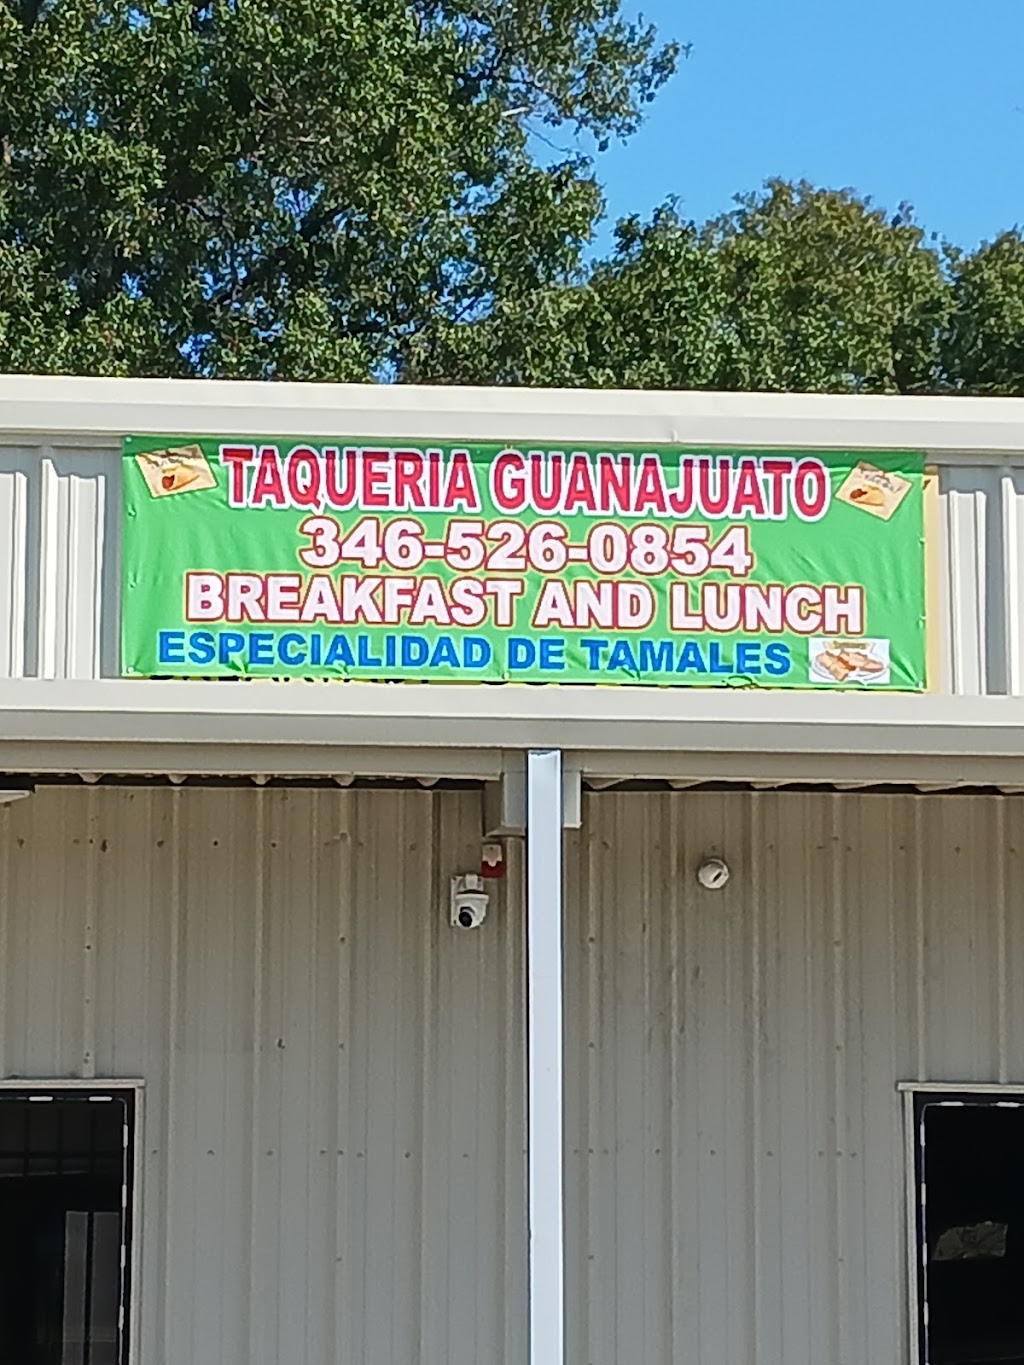 TAQUERIA GUANAJUATO
346-526-0854
BREAKFAST AND LUNCH
ESPECIALIDAD DE TAMALES